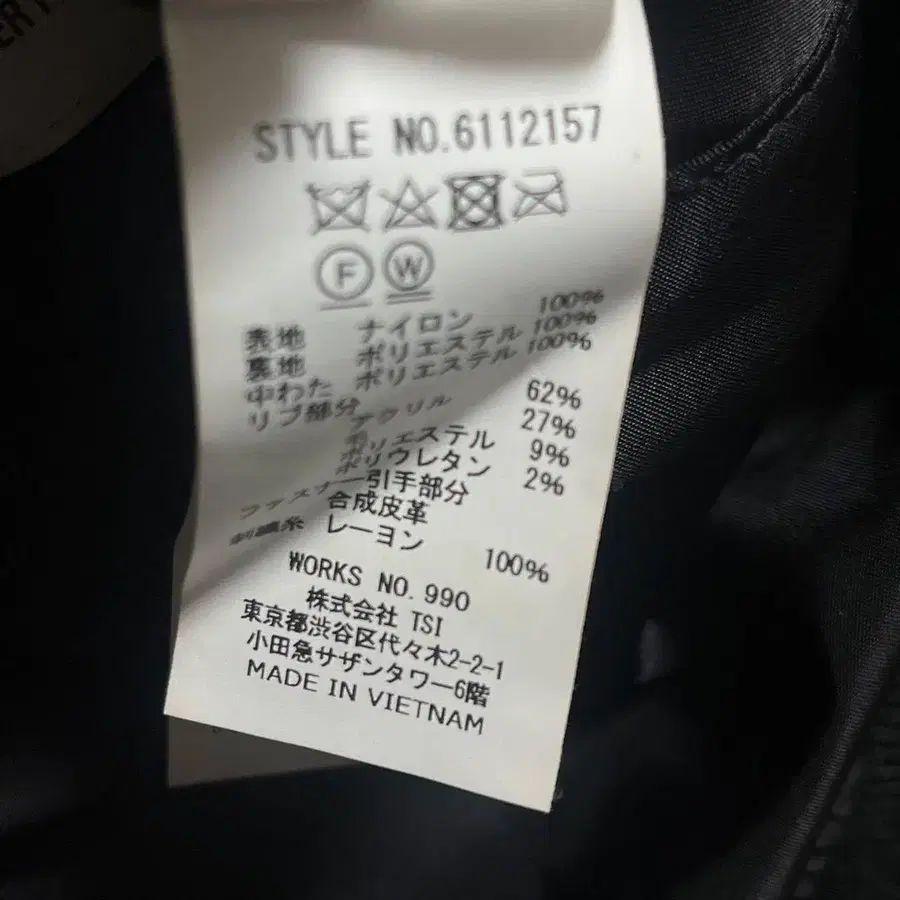 STYLE NO.6112157
F W
表地 ナイロン 100%
裏地 ポリエステル 100%
中わた ポリエステル 100%
リブ部分
アクリル 62%
毛 27%
ポリエステル 9%
ポリウレタン 2%
ファスナー引手部分
合成皮革
刺繍糸 レーヨン 100%
WORKS NO.990
株式会社 TSI
東京都渋谷区代々木2-2-1
小田急サザンタワー6階
MADE IN VIETNAM